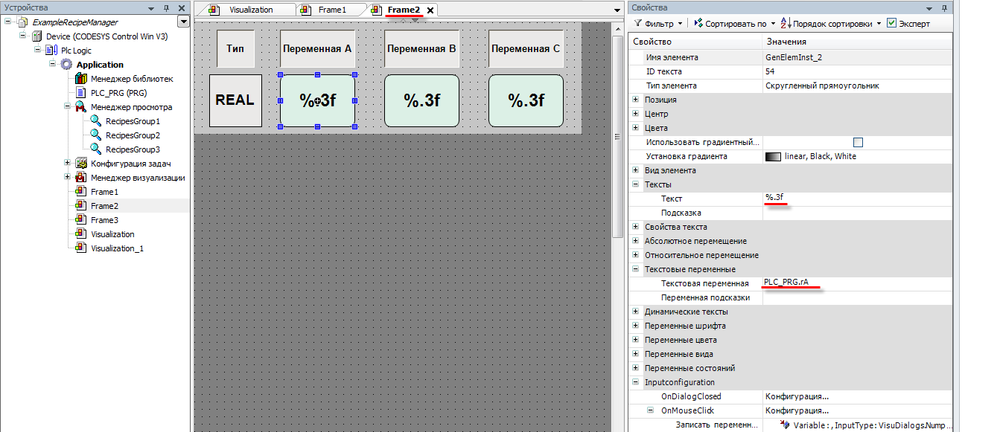 Устройства
ExampleRecipeManager
Device (CODESYS Control Win V3)
Plc Logic
Application
Менеджер библиотек
PLC_PRG (PRG)
Менеджер просмотра
RecipesGroup1
RecipesGroup2
RecipesGroup3
Конфигурация задач
Менеджер визуализации
Frame1
Frame2
Frame3
Visualization
Visualization_1
Visualization
Frame1
Frame2
Тип
Переменная A
Переменная B
Переменная C
REAL
%.3f
%.3f
%.3f
Свойства
Фильтр
Сортировать по
Порядок сортировки
Эксперт
Свойство Значения
Имя элемента GenElemInst_2
ID текста 54
Тип элемента Скругленный прямоугольник
Позиция
Центр
Цвета
Использовать градиентный...
Установка градиента linear, Black, White
Вид элемента
Тексты
Текст %.3f
Подсказка
Свойства текста
Абсолютное перемещение
Относительное перемещение
Текстовые переменные
Текстовая переменная PLC_PRG.rA
Переменная подсказки
Динамические тексты
Переменные шрифта
Переменные цвета
Переменные вида
Переменные состояний
Inputconfiguration
OnDialogClosed Конфигурация...
OnMouseClick Конфигурация...
Записать переменн... Variable: , InputType: VisuDialogs.Nump...